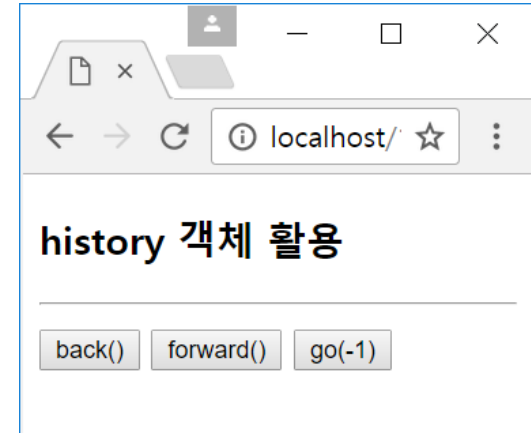 localhost/
history 객체 활용
back() forward() go(-1)